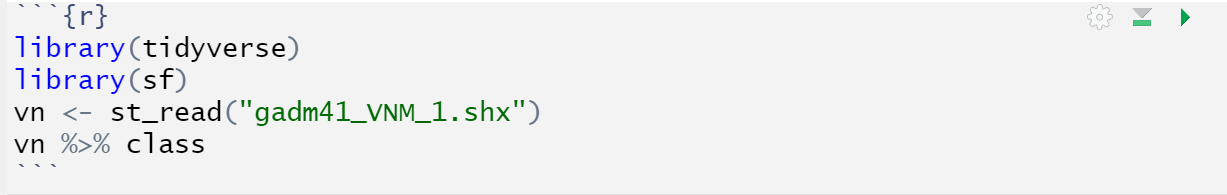 ```{r}
library(tidyverse)
library(sf)
vn <- st_read("gadm41_VNM_1.shx")
vn %>% class
```